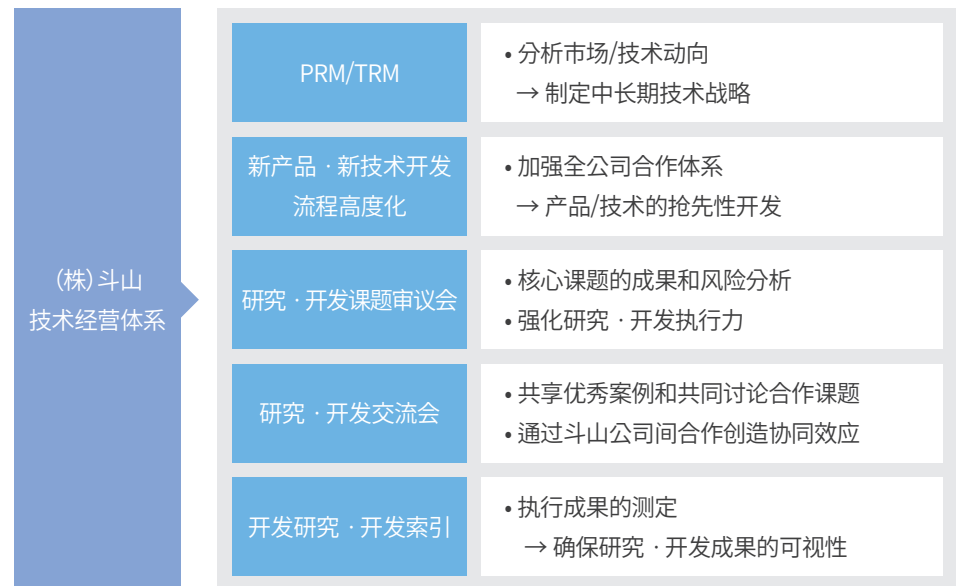 (株)斗山
技术经营体系
PRM/TRM
• 分析市场/技术动向
→ 制定中长期技术战略
新产品 · 新技术开发
流程高度化
• 加强全公司合作体系
→ 产品/技术的抢先性开发
研究 · 开发课题审议会
• 核心课题的成果和风险分析
• 强化研究 · 开发执行力
研究 · 开发交流会
• 共享优秀案例和共同讨论合作课题
• 通过斗山公司间合作创造协同效应
开发研究 · 开发索引
• 执行成果的测定
→ 确保研究 · 开发成果的可视性